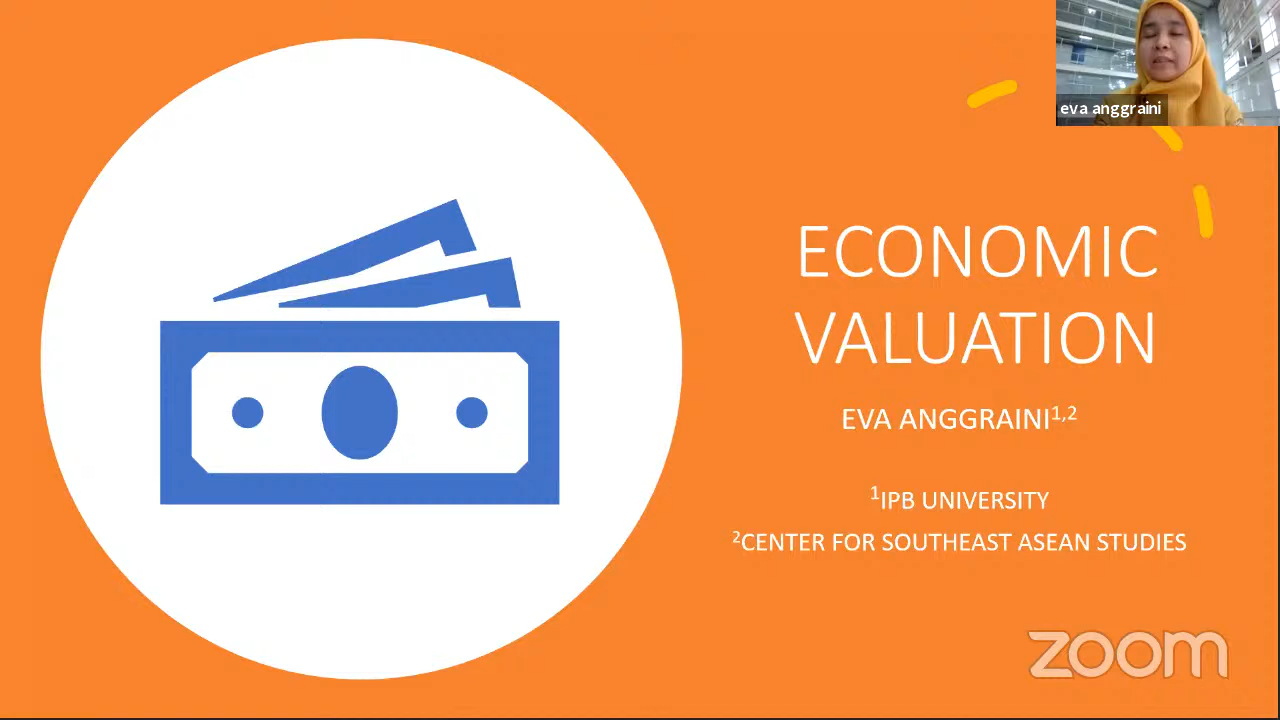 eva anggraini
ECONOMIC
VALUATION
EVA ANGGRAINI1,2
1IPB UNIVERSITY
2CENTER FOR SOUTHEAST ASEAN STUDIES
zoom